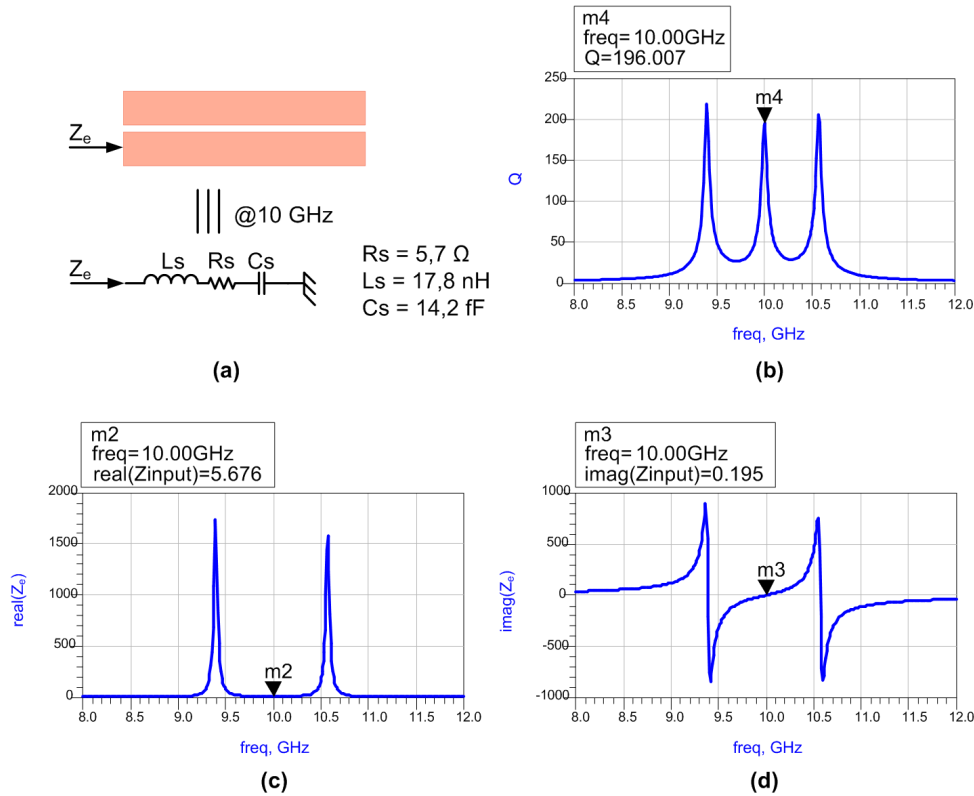 Ze
@10 GHz
Ze
Ls
Rs
Cs
Rs = 5,7 Ω
Ls = 17,8 nH
Cs = 14,2 fF
(a)
m4
freq= 10.00GHz
Q=196.007
250
200
150
100
50
0
Q
m4
8.0 8.5 9.0 9.5 10.0 10.5 11.0 11.5 12.0
freq, GHz
(b)
m2
freq= 10.00GHz
real(Zinput)=5.676
2000
1500
1000
500
0
real(Ze)
m2
8.0 8.5 9.0 9.5 10.0 10.5 11.0 11.5 12.0
freq, GHz
(c)
m3
freq= 10.00GHz
imag(Zinput)=0.195
1000
500
0
-500
-1000
imag(Ze)
m3
8.0 8.5 9.0 9.5 10.0 10.5 11.0 11.5 12.0
freq, GHz
(d)